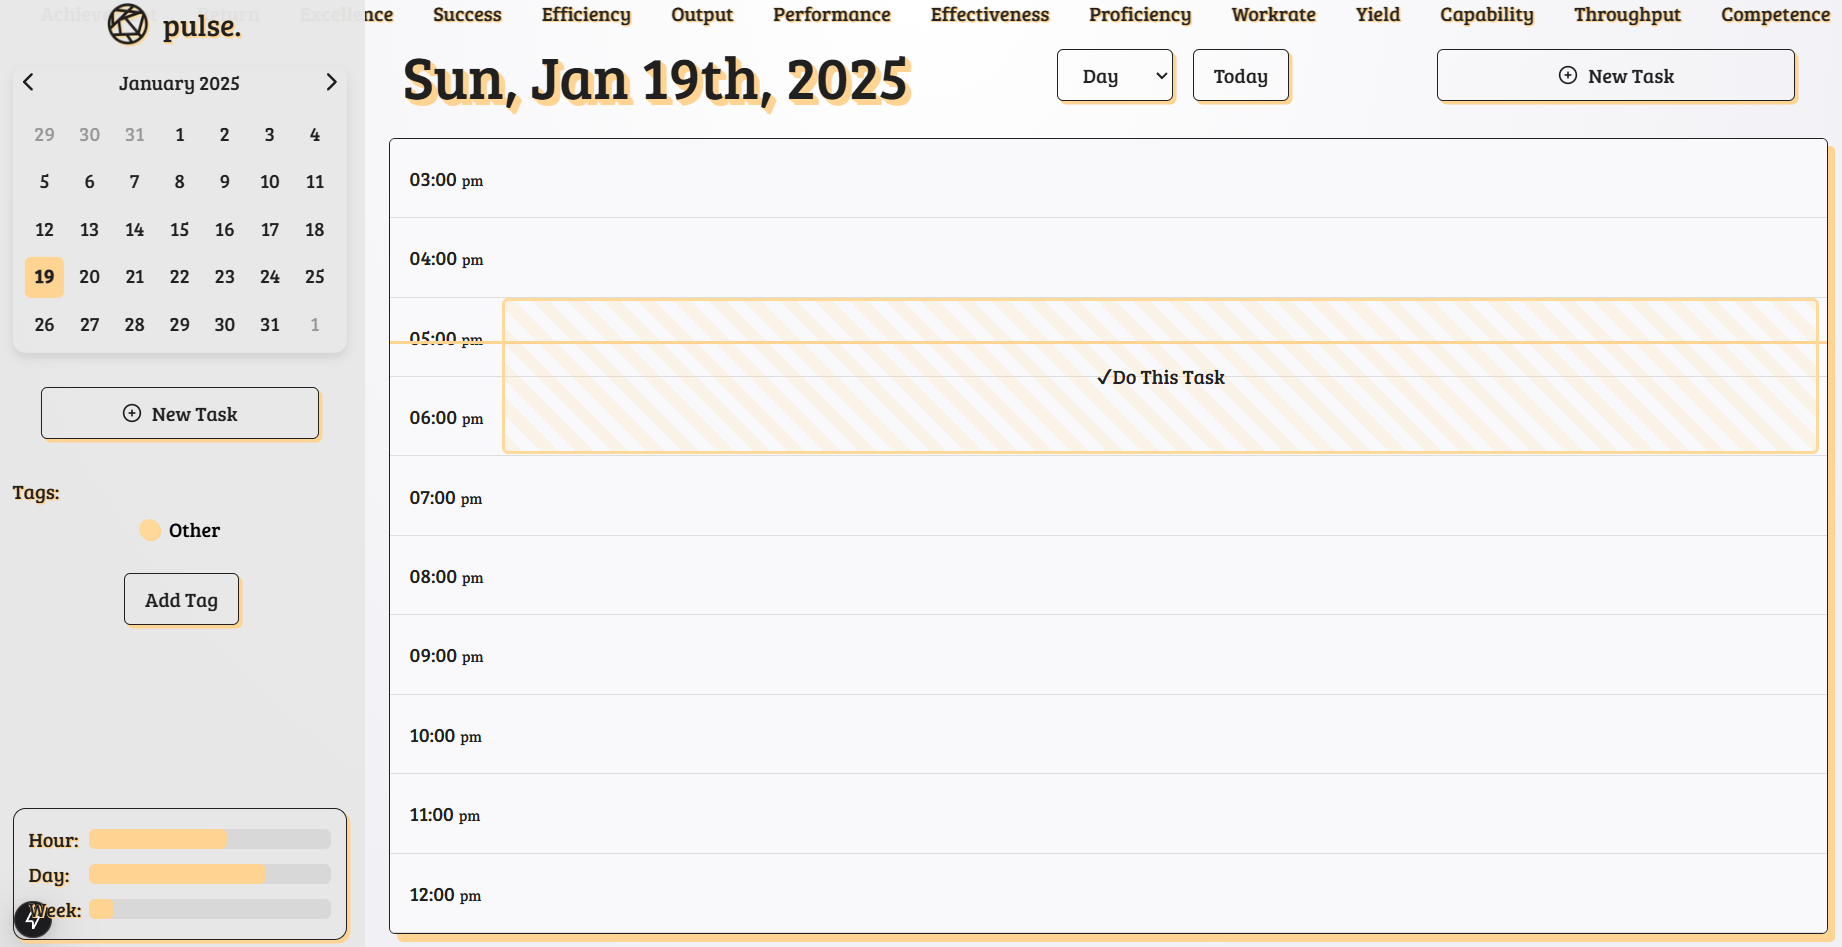 Achievement Return Excellence Success Efficiency Output Performance Effectiveness Proficiency Workrate Yield Capability Throughput Competence
pulse.
January 2025
29 30 31 1 2 3 4
5 6 7 8 9 10 11
12 13 14 15 16 17 18
19 20 21 22 23 24 25
26 27 28 29 30 31 1
New Task
Tags:
Other
Add Tag
Hour:
Day:
Week:
Sun, Jan 19th, 2025
Day
Today
New Task
03:00 pm
04:00 pm
05:00 pm
✓Do This Task
06:00 pm
07:00 pm
08:00 pm
09:00 pm
10:00 pm
11:00 pm
12:00 pm